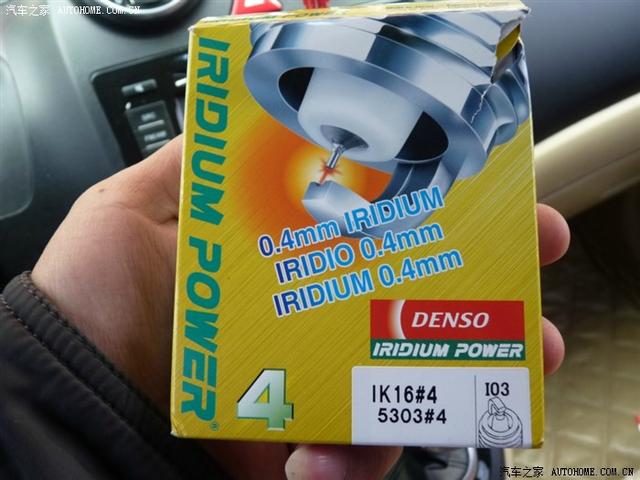 汽车之家 AUTOHOME.COM.CN
IRIDIUM POWER
0.4mm IRIDIUM
IRIDIO 0.4mm
IRIDIUM 0.4mm
DENSO
IRIDIUM POWER
4
IK16#4
5303#4
I03
汽车之家 AUTOHOME.COM.CN